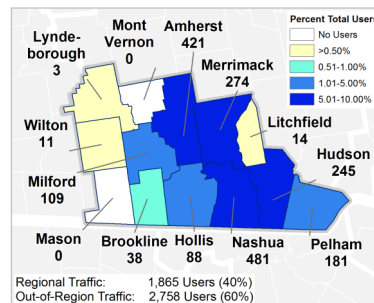 Percent Total Users
No Users
>0.50%
0.51-1.00%
1.01-5.00%
5.01-10.00%
Mont
Vernon
0
Amherst
421
Lynde-
borough
3
Merrimack
274
Wilton
11
Litchfield
14
Hudson
245
Milford
109
Mason
0
Brookline
38
Hollis
88
Nashua
481
Pelham
181
Regional Traffic: 1,865 Users (40%)
Out-of-Region Traffic: 2,758 Users (60%)